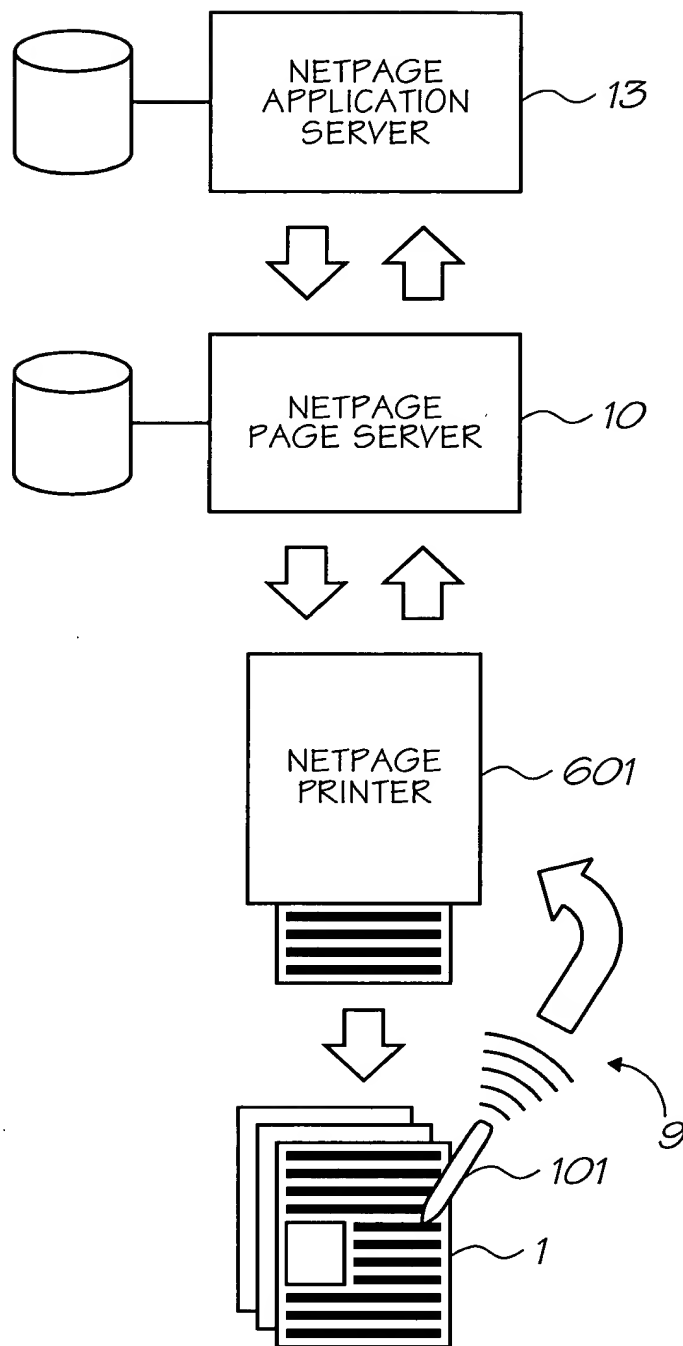 NETPAGE
APPLICATION
SERVER
13
NETPAGE
PAGE SERVER
10
NETPAGE
PRINTER
601
9
101
1